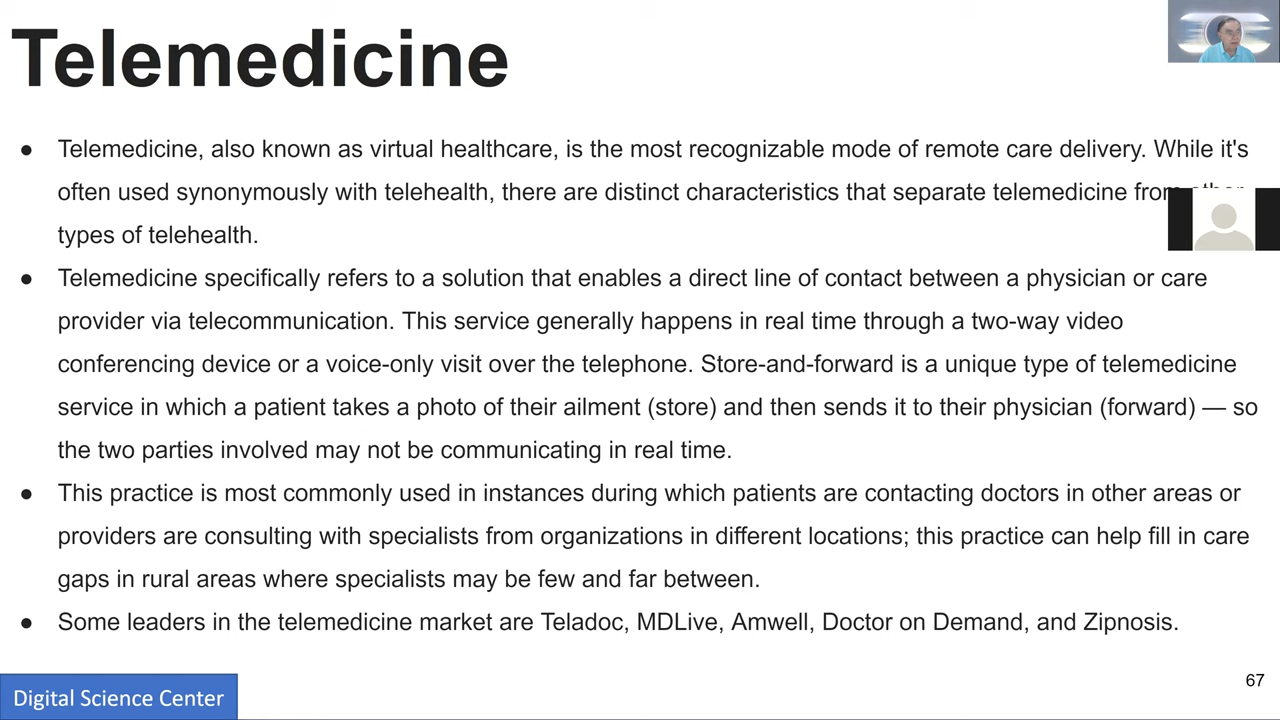 Telemedicine
● Telemedicine, also known as virtual healthcare, is the most recognizable mode of remote care delivery. While it's
often used synonymously with telehealth, there are distinct characteristics that separate telemedicine from other
types of telehealth.
● Telemedicine specifically refers to a solution that enables a direct line of contact between a physician or care
provider via telecommunication. This service generally happens in real time through a two-way video
conferencing device or a voice-only visit over the telephone. Store-and-forward is a unique type of telemedicine
service in which a patient takes a photo of their ailment (store) and then sends it to their physician (forward) — so
the two parties involved may not be communicating in real time.
● This practice is most commonly used in instances during which patients are contacting doctors in other areas or
providers are consulting with specialists from organizations in different locations; this practice can help fill in care
gaps in rural areas where specialists may be few and far between.
● Some leaders in the telemedicine market are Teladoc, MDLive, Amwell, Doctor on Demand, and Zipnosis.
67
Digital Science Center